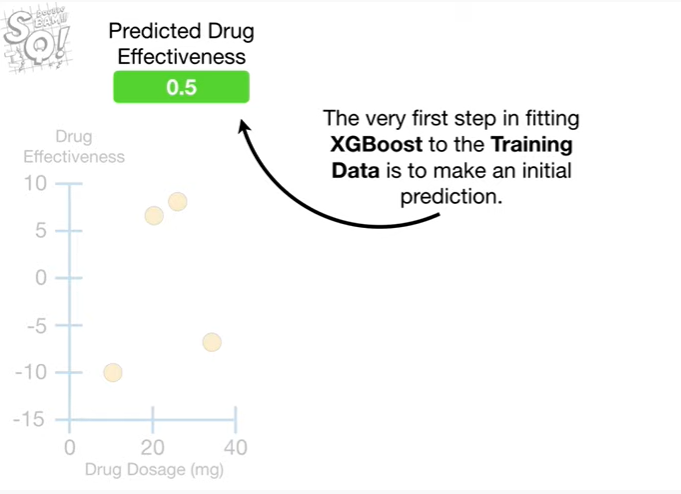 SQ!
Predicted Drug
Effectiveness
0.5
The very first step in fitting
XGBoost to the Training
Data is to make an initial
prediction.
Drug
Effectiveness
10
5
0
-5
-10
-15
0
20
40
Drug Dosage (mg)